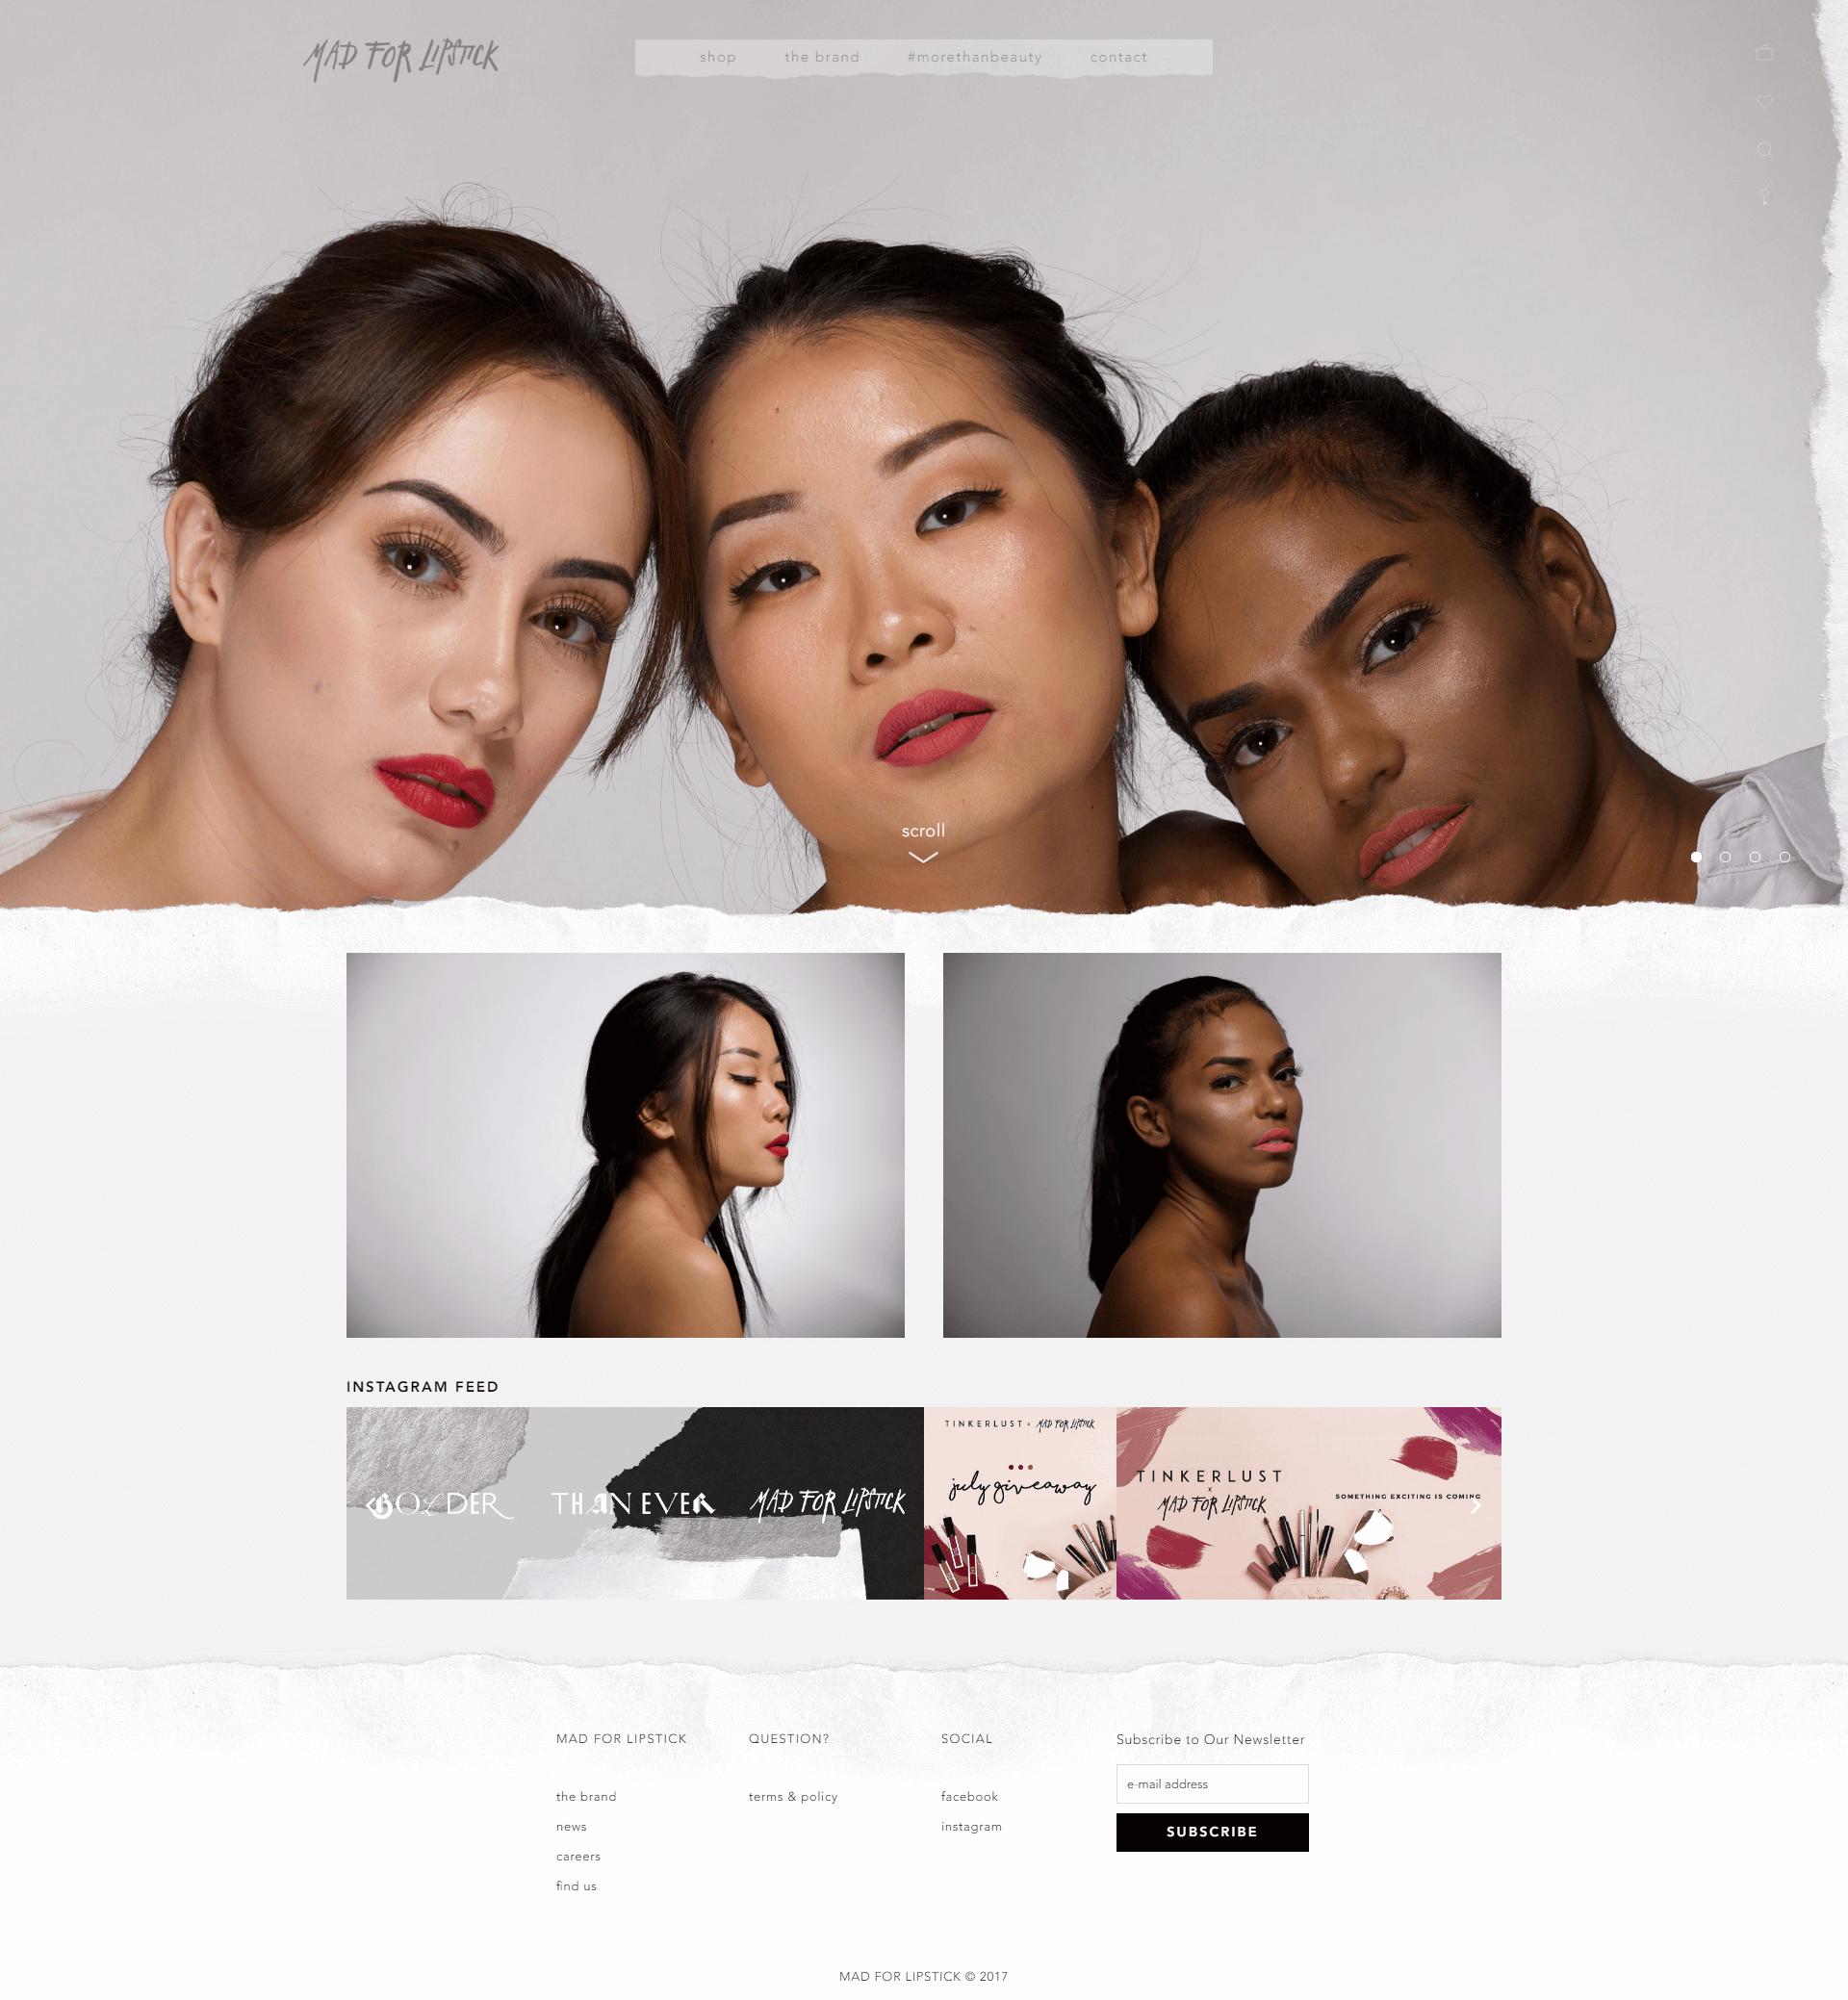 MAD FOR LIPSTICK
shop the brand #morethanbeauty contact
scroll
INSTAGRAM FEED
BOLDER THAN EVER MAD FOR LIPSTICK
TINKERLUST × MAD FOR LIPSTICK
july giveaway
TINKERLUST
x
MAD FOR LIPSTICK
SOMETHING EXCITING IS COMING
MAD FOR LIPSTICK
the brand
news
careers
find us
QUESTION?
terms & policy
SOCIAL
facebook
instagram
Subscribe to Our Newsletter
e-mail address
SUBSCRIBE
MAD FOR LIPSTICK © 2017